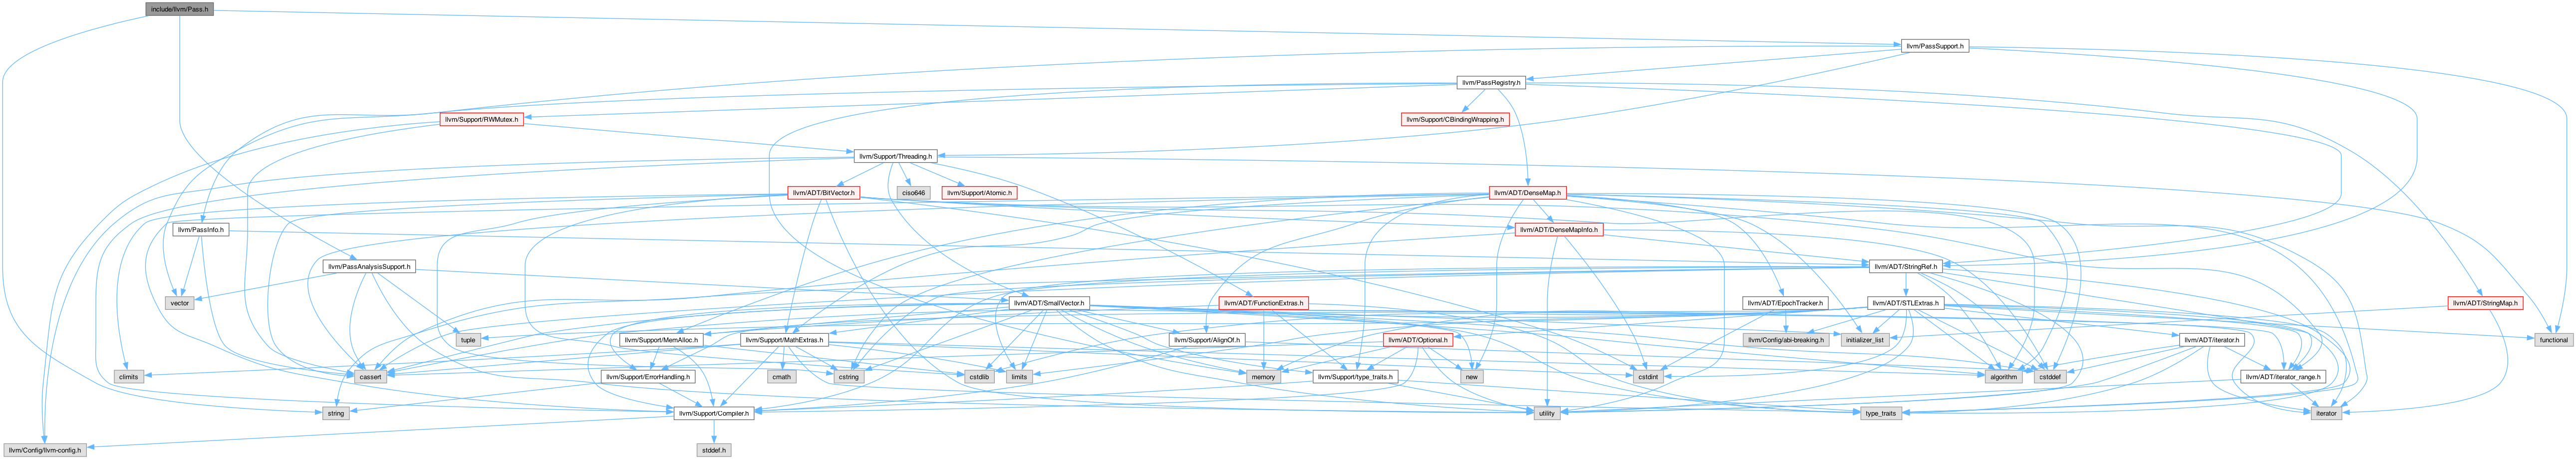 include/llvm/Pass.h
llvm/PassSupport.h
llvm/PassRegistry.h
llvm/Support/RWMutex.h
llvm/Support/CBindingWrapping.h
llvm/Support/Threading.h
llvm/ADT/BitVector.h
ciso646
llvm/Support/Atomic.h
llvm/ADT/DenseMap.h
llvm/PassInfo.h
llvm/ADT/DenseMapInfo.h
llvm/PassAnalysisSupport.h
llvm/ADT/StringRef.h
vector
llvm/ADT/SmallVector.h
llvm/ADT/FunctionExtras.h
llvm/ADT/EpochTracker.h
llvm/ADT/STLExtras.h
llvm/ADT/StringMap.h
tuple
llvm/Support/MemAlloc.h
llvm/Support/MathExtras.h
llvm/Support/AlignOf.h
llvm/ADT/Optional.h
llvm/Config/abi-breaking.h
initializer_list
llvm/ADT/iterator.h
functional
climits
cassert
llvm/Support/ErrorHandling.h
cmath
cstring
cstdlib
limits
memory
llvm/Support/type_traits.h
new
cstdint
algorithm
cstddef
llvm/ADT/iterator_range.h
string
llvm/Support/Compiler.h
utility
type_traits
iterator
llvm/Config/llvm-config.h
stddef.h